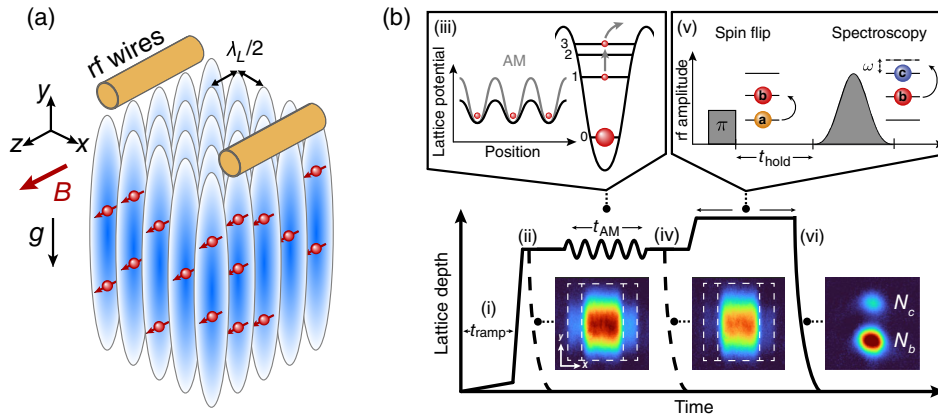 (a)
rf wires
λL/2
y
z
x
B
g
(b)
(iii)
Lattice potential
AM
Position
3
2
1
0
(v)
Spin flip
Spectroscopy
rf amplitude
π
b
a
thold
ω
c
b
Lattice depth
(i)
tramp
(ii)
tAM
(iv)
(vi)
y
x
Nc
Nb
Time